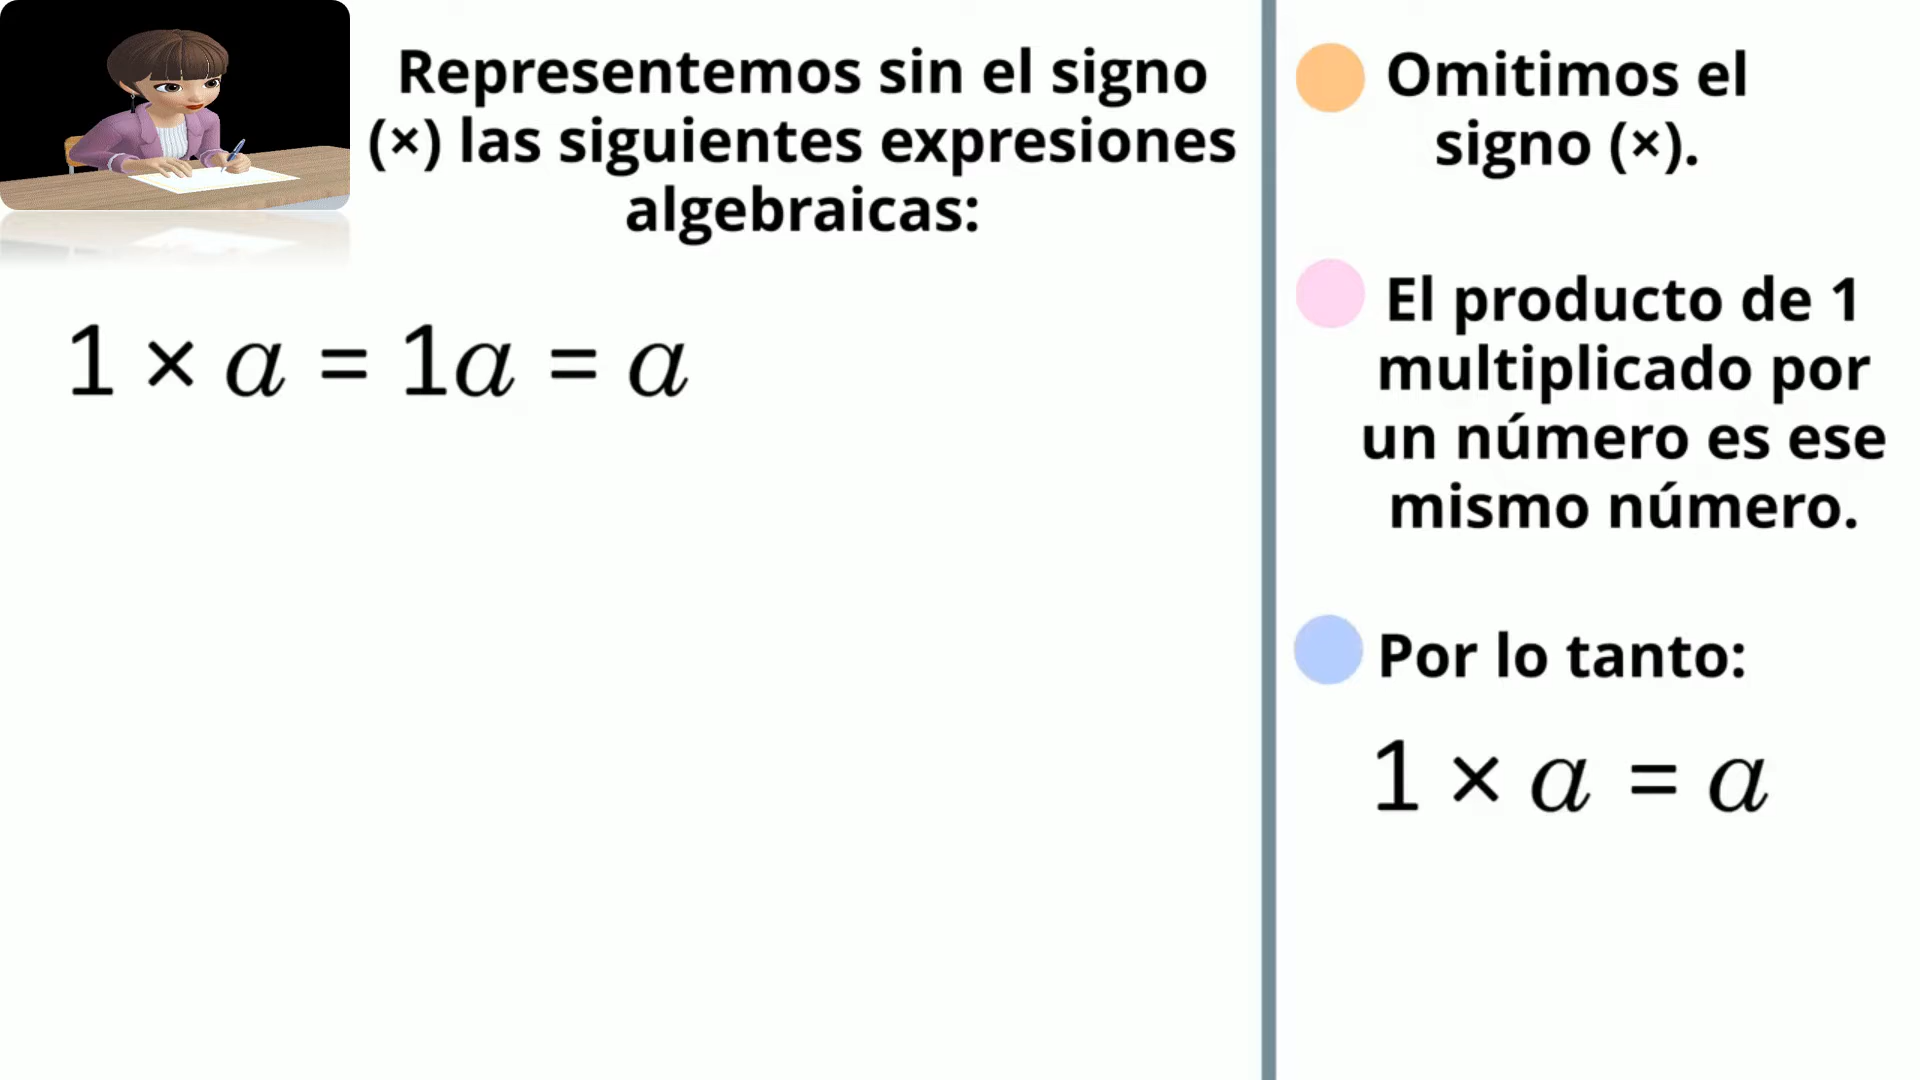 Representemos sin el signo
(×) las siguientes expresiones
algebraicas:
1 × a = 1a = a
Omitimos el
signo (×).
El producto de 1
multiplicado por
un número es ese
mismo número.
Por lo tanto:
1 × a = a